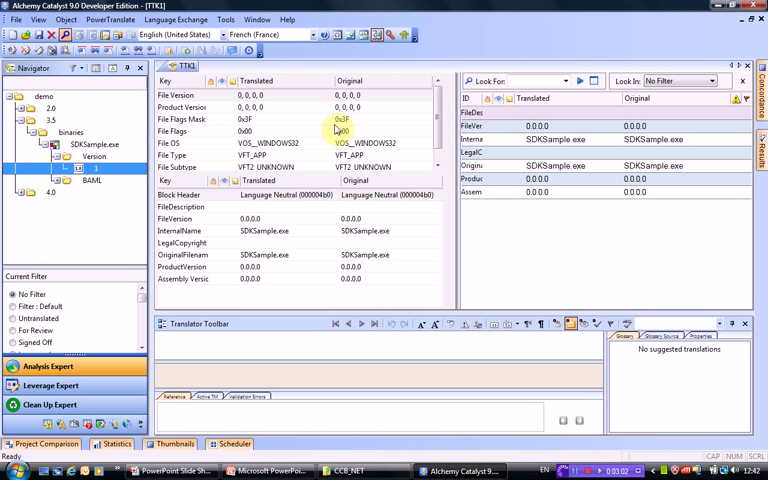 Alchemy Catalyst 9.0 Developer Edition - [TTK1]
File Object PowerTranslate Language Exchange Tools Window Help
English (United States) French (France)
Navigator
demo
2.0
3.5
binaries
SDKSample.exe
Version
1
BAML
4.0
Current Filter
No Filter
Filter : Default
Untranslated
For Review
Signed Off
Analysis Expert
Leverage Expert
Clean Up Expert
TTK1
Key Translated Original
File Version 0, 0, 0, 0 0, 0, 0, 0
Product Version 0, 0, 0, 0 0, 0, 0, 0
File Flags Mask 0x3F 0x3F
File Flags 0x00 0x00
File OS VOS__WINDOWS32 VOS__WINDOWS32
File Type VFT_APP VFT_APP
File Subtype VFT2_UNKNOWN VFT2_UNKNOWN
Key Translated Original
Block Header Language Neutral (000004b0) Language Neutral (000004b0)
FileDescription
FileVersion 0.0.0.0 0.0.0.0
InternalName SDKSample.exe SDKSample.exe
LegalCopyright
OriginalFilenam SDKSample.exe SDKSample.exe
ProductVersion 0.0.0.0 0.0.0.0
Assembly Versic 0.0.0.0 0.0.0.0
Look For: Look In: No Filter
ID Translated Original
FileDes
FileVer 0.0.0.0 0.0.0.0
Interna SDKSample.exe SDKSample.exe
LegalC
Origina SDKSample.exe SDKSample.exe
Produc 0.0.0.0 0.0.0.0
Assem 0.0.0.0 0.0.0.0
Concordance
Results
Translator Toolbar
Reference Active TM Validation Errors
Glossary Glossary Source Properties
No suggested translations
Project Comparison Statistics Thumbnails Scheduler
Ready CAP NUM SCRL
PowerPoint Slide Sh... Microsoft PowerPoi... CCB_NET Alchemy Catalyst 9.... EN 0:03:02 12:42